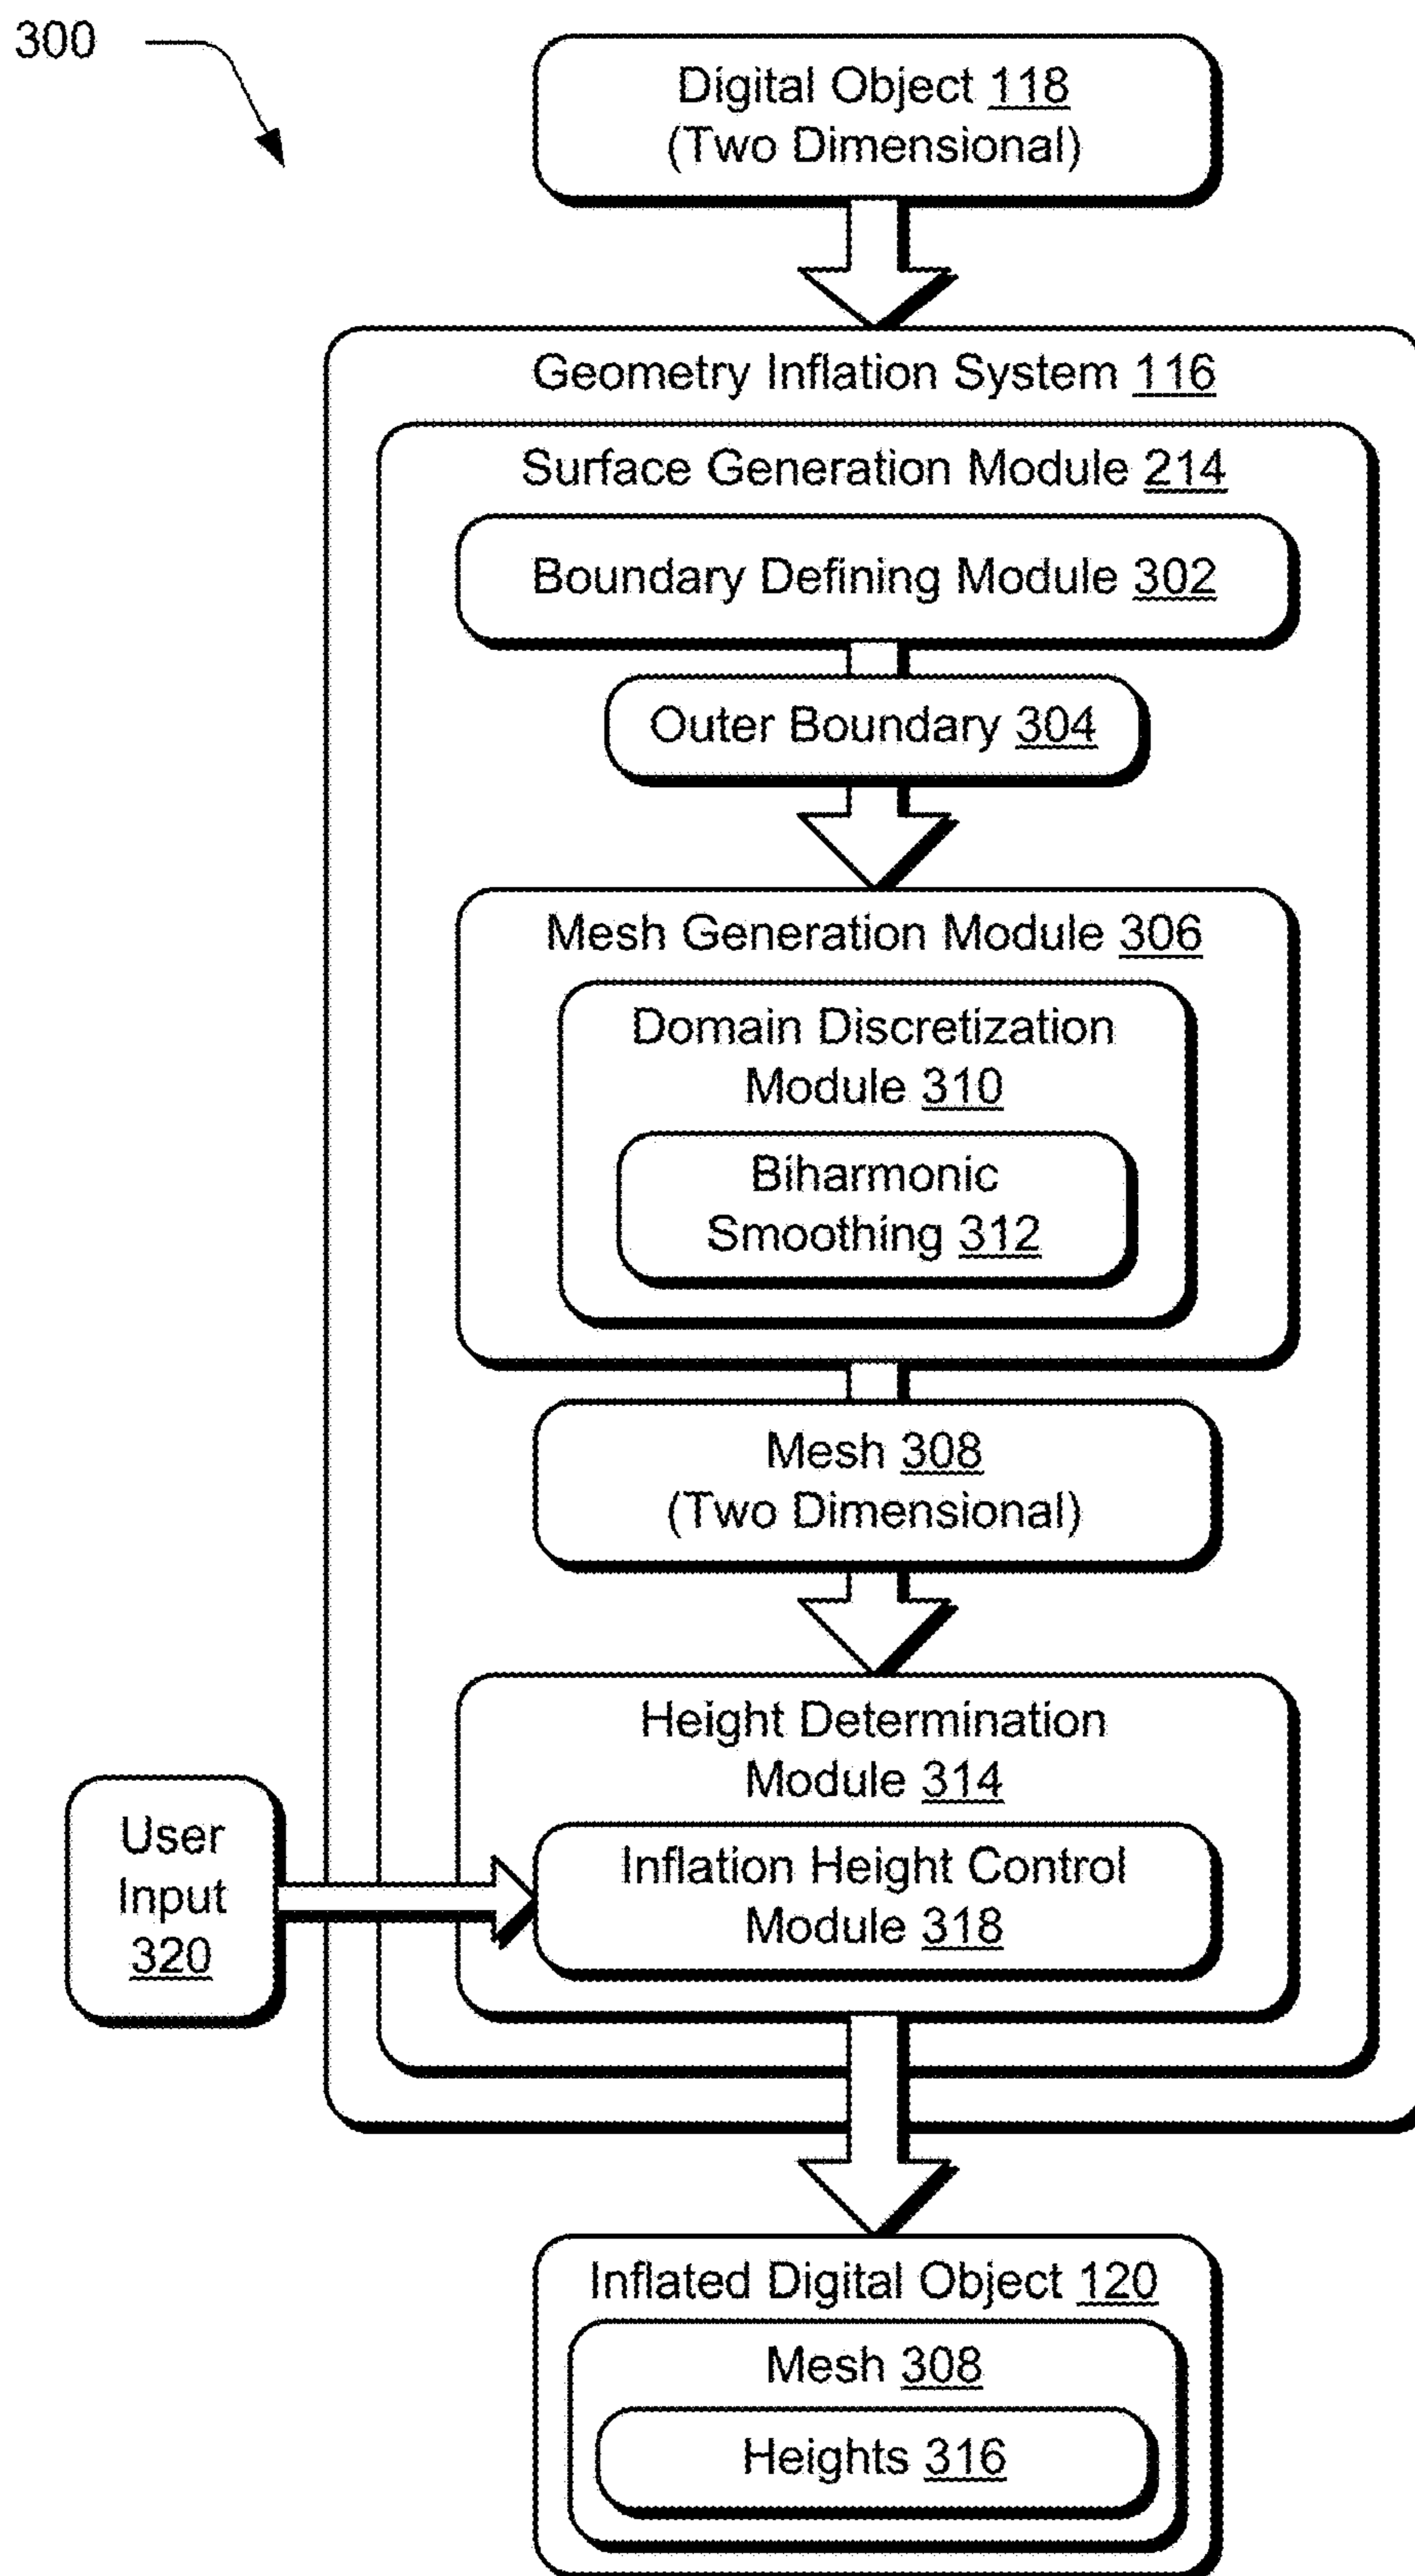 300
Digital Object 118
(Two Dimensional)
Geometry Inflation System 116
Surface Generation Module 214
Boundary Defining Module 302
Outer Boundary 304
Mesh Generation Module 306
Domain Discretization
Module 310
Biharmonic
Smoothing 312
Mesh 308
(Two Dimensional)
Height Determination
Module 314
User
Input
320
Inflation Height Control
Module 318
Inflated Digital Object 120
Mesh 308
Heights 316